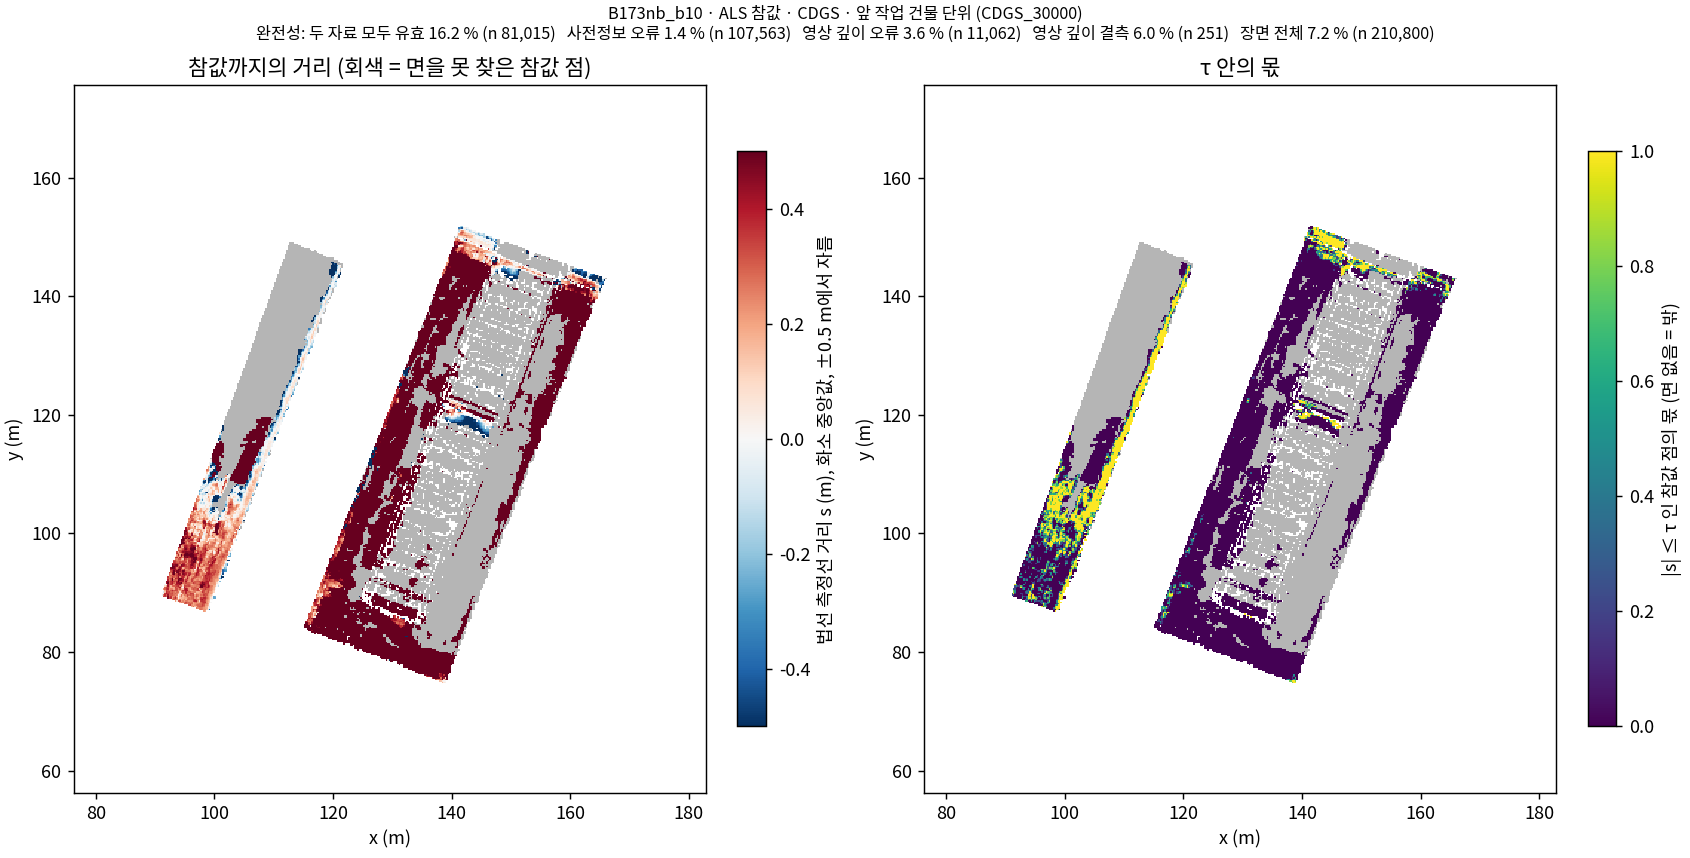 B173nb_b10 · ALS 참값 · CDGS · 앞 작업 건물 단위 (CDGS_30000)
완전성: 두 자료 모두 유효 16.2 % (n 81,015)   사전정보 오류 1.4 % (n 107,563)   영상 깊이 오류 3.6 % (n 11,062)   영상 깊이 결측 6.0 % (n 251)   장면 전체 7.2 % (n 210,800)
참값까지의 거리 (회색 = 면을 못 찾은 참값 점)
160
140
120
100
80
60
y (m)
80 100 120 140 160 180
x (m)
0.4
0.2
0.0
-0.2
-0.4
법선 측정선 거리 s (m), 화소 중앙값, ±0.5 m에서 자름
τ 안의 몫
160
140
120
100
80
60
y (m)
80 100 120 140 160 180
x (m)
1.0
0.8
0.6
0.4
0.2
0.0
|s| ≤ τ 인 참값 점의 몫 (면 없음 = 밖)